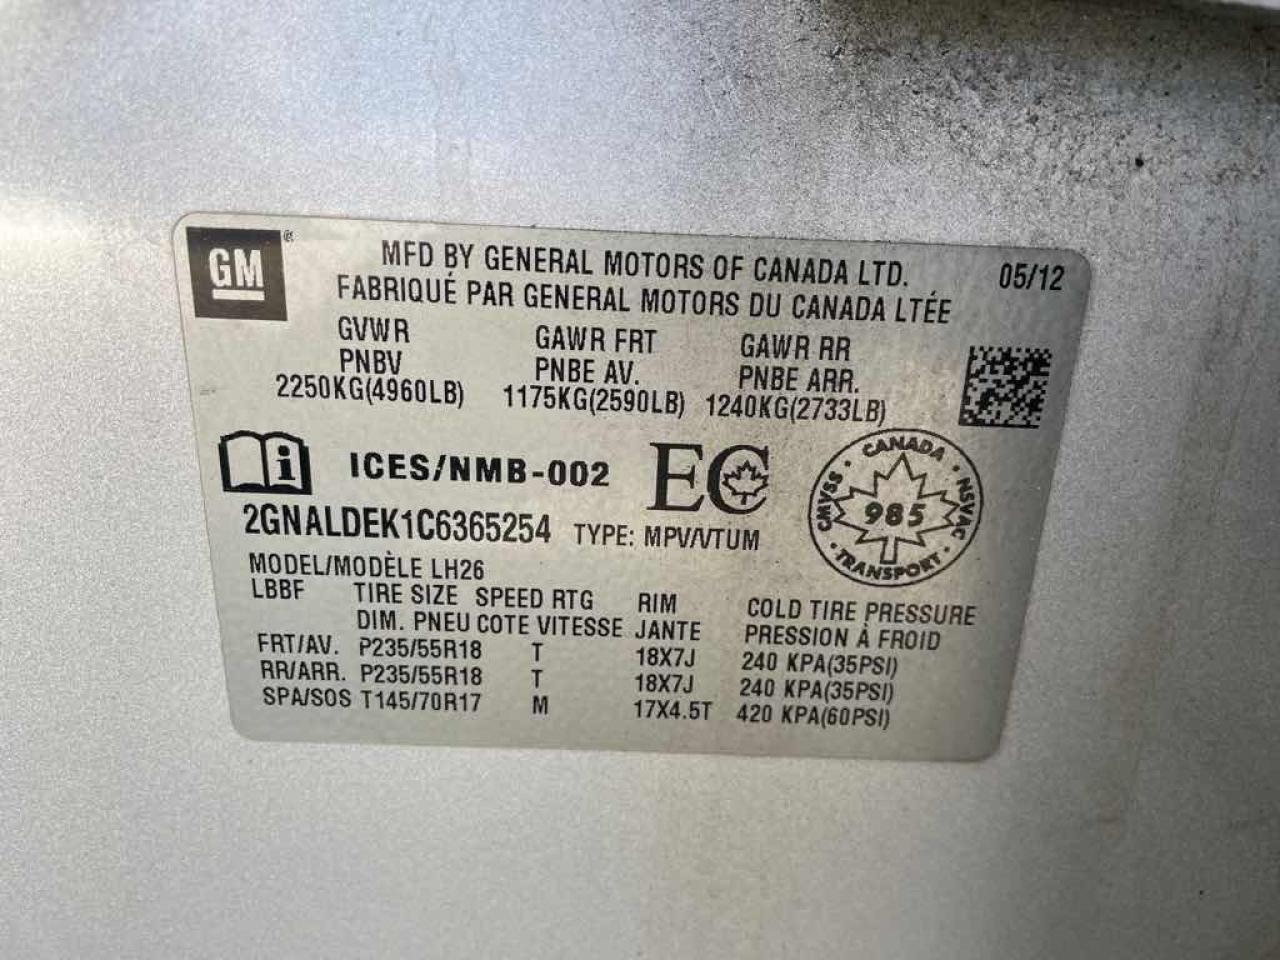 GM ®
MFD BY GENERAL MOTORS OF CANADA LTD. 05/12
FABRIQUÉ PAR GENERAL MOTORS DU CANADA LTÉE
GVWR GAWR FRT GAWR RR
PNBV PNBE AV. PNBE ARR.
2250KG(4960LB) 1175KG(2590LB) 1240KG(2733LB)
i ICES/NMB-002 EC
CANADA
CMVSS · 985 · NSVAC
TRANSPORT
2GNALDEK1C6365254 TYPE: MPV/VTUM
MODEL/MODÈLE LH26
LBBF TIRE SIZE SPEED RTG RIM COLD TIRE PRESSURE
DIM. PNEU COTE VITESSE JANTE PRESSION À FROID
FRT/AV. P235/55R18 T 18X7J 240 KPA(35PSI)
RR/ARR. P235/55R18 T 18X7J 240 KPA(35PSI)
SPA/SOS T145/70R17 M 17X4.5T 420 KPA(60PSI)